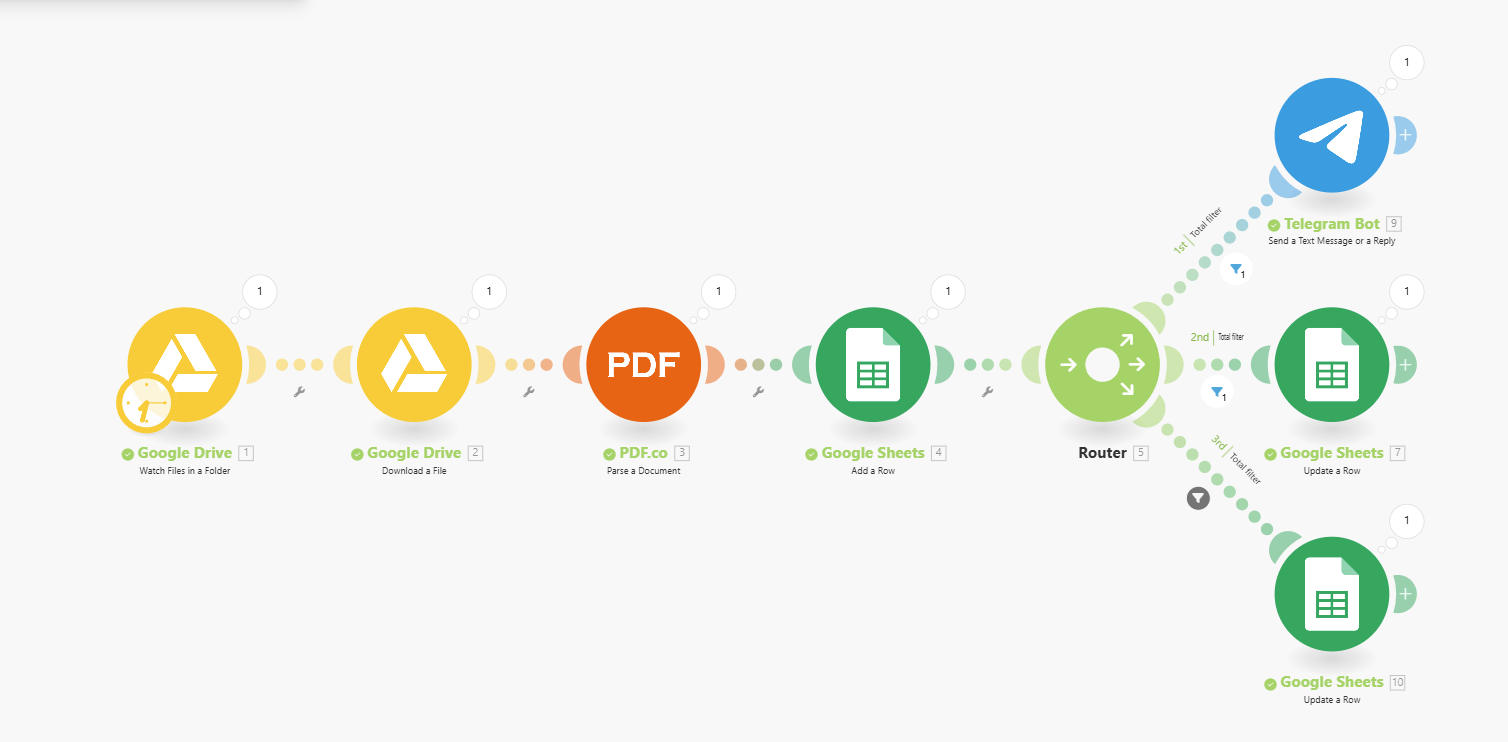 1
Telegram Bot 9
Send a Text Message or a Reply
1st | Total filter
1
1
1
1
1
1
PDF
2nd | Total filter
1
Google Drive 1
Watch Files in a Folder
Google Drive 2
Download a File
PDF.co 3
Parse a Document
Google Sheets 4
Add a Row
Router 5
Google Sheets 7
Update a Row
3rd | Total filter
1
Google Sheets 10
Update a Row